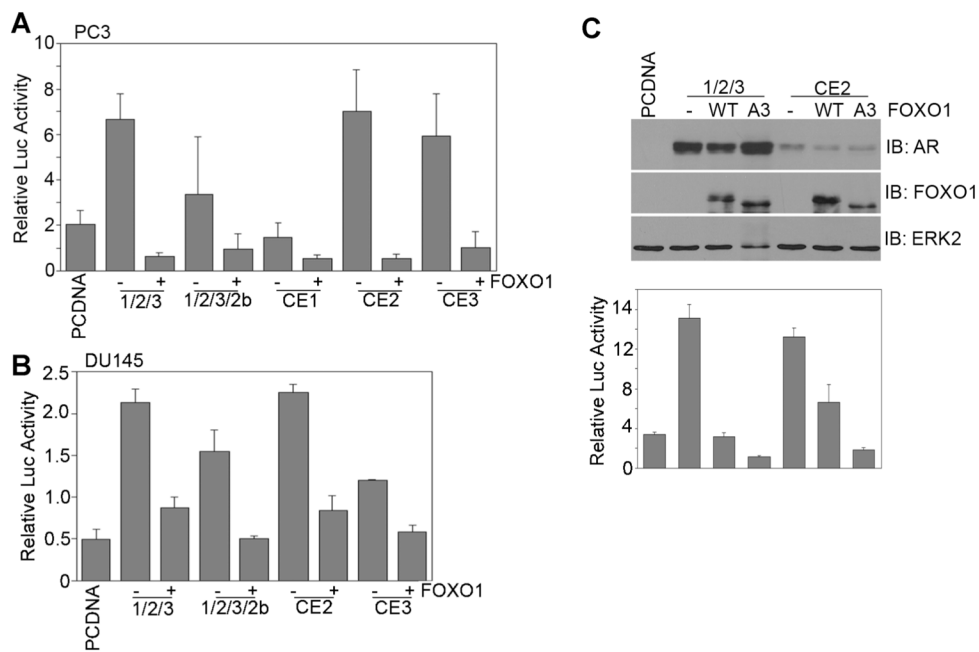 A
PC3
Relative Luc Activity
10
8
6
4
2
0
PCDNA
- + - + - + - + - + FOXO1
1/2/3 1/2/3/2b CE1 CE2 CE3
B
DU145
Relative Luc Activity
2.5
2.0
1.5
1.0
0.5
0
PCDNA
- + - + - + - + FOXO1
1/2/3 1/2/3/2b CE2 CE3
C
PCDNA
1/2/3 CE2
- WT A3 - WT A3 FOXO1
IB: AR
IB: FOXO1
IB: ERK2
Relative Luc Activity
14
12
8
4
0